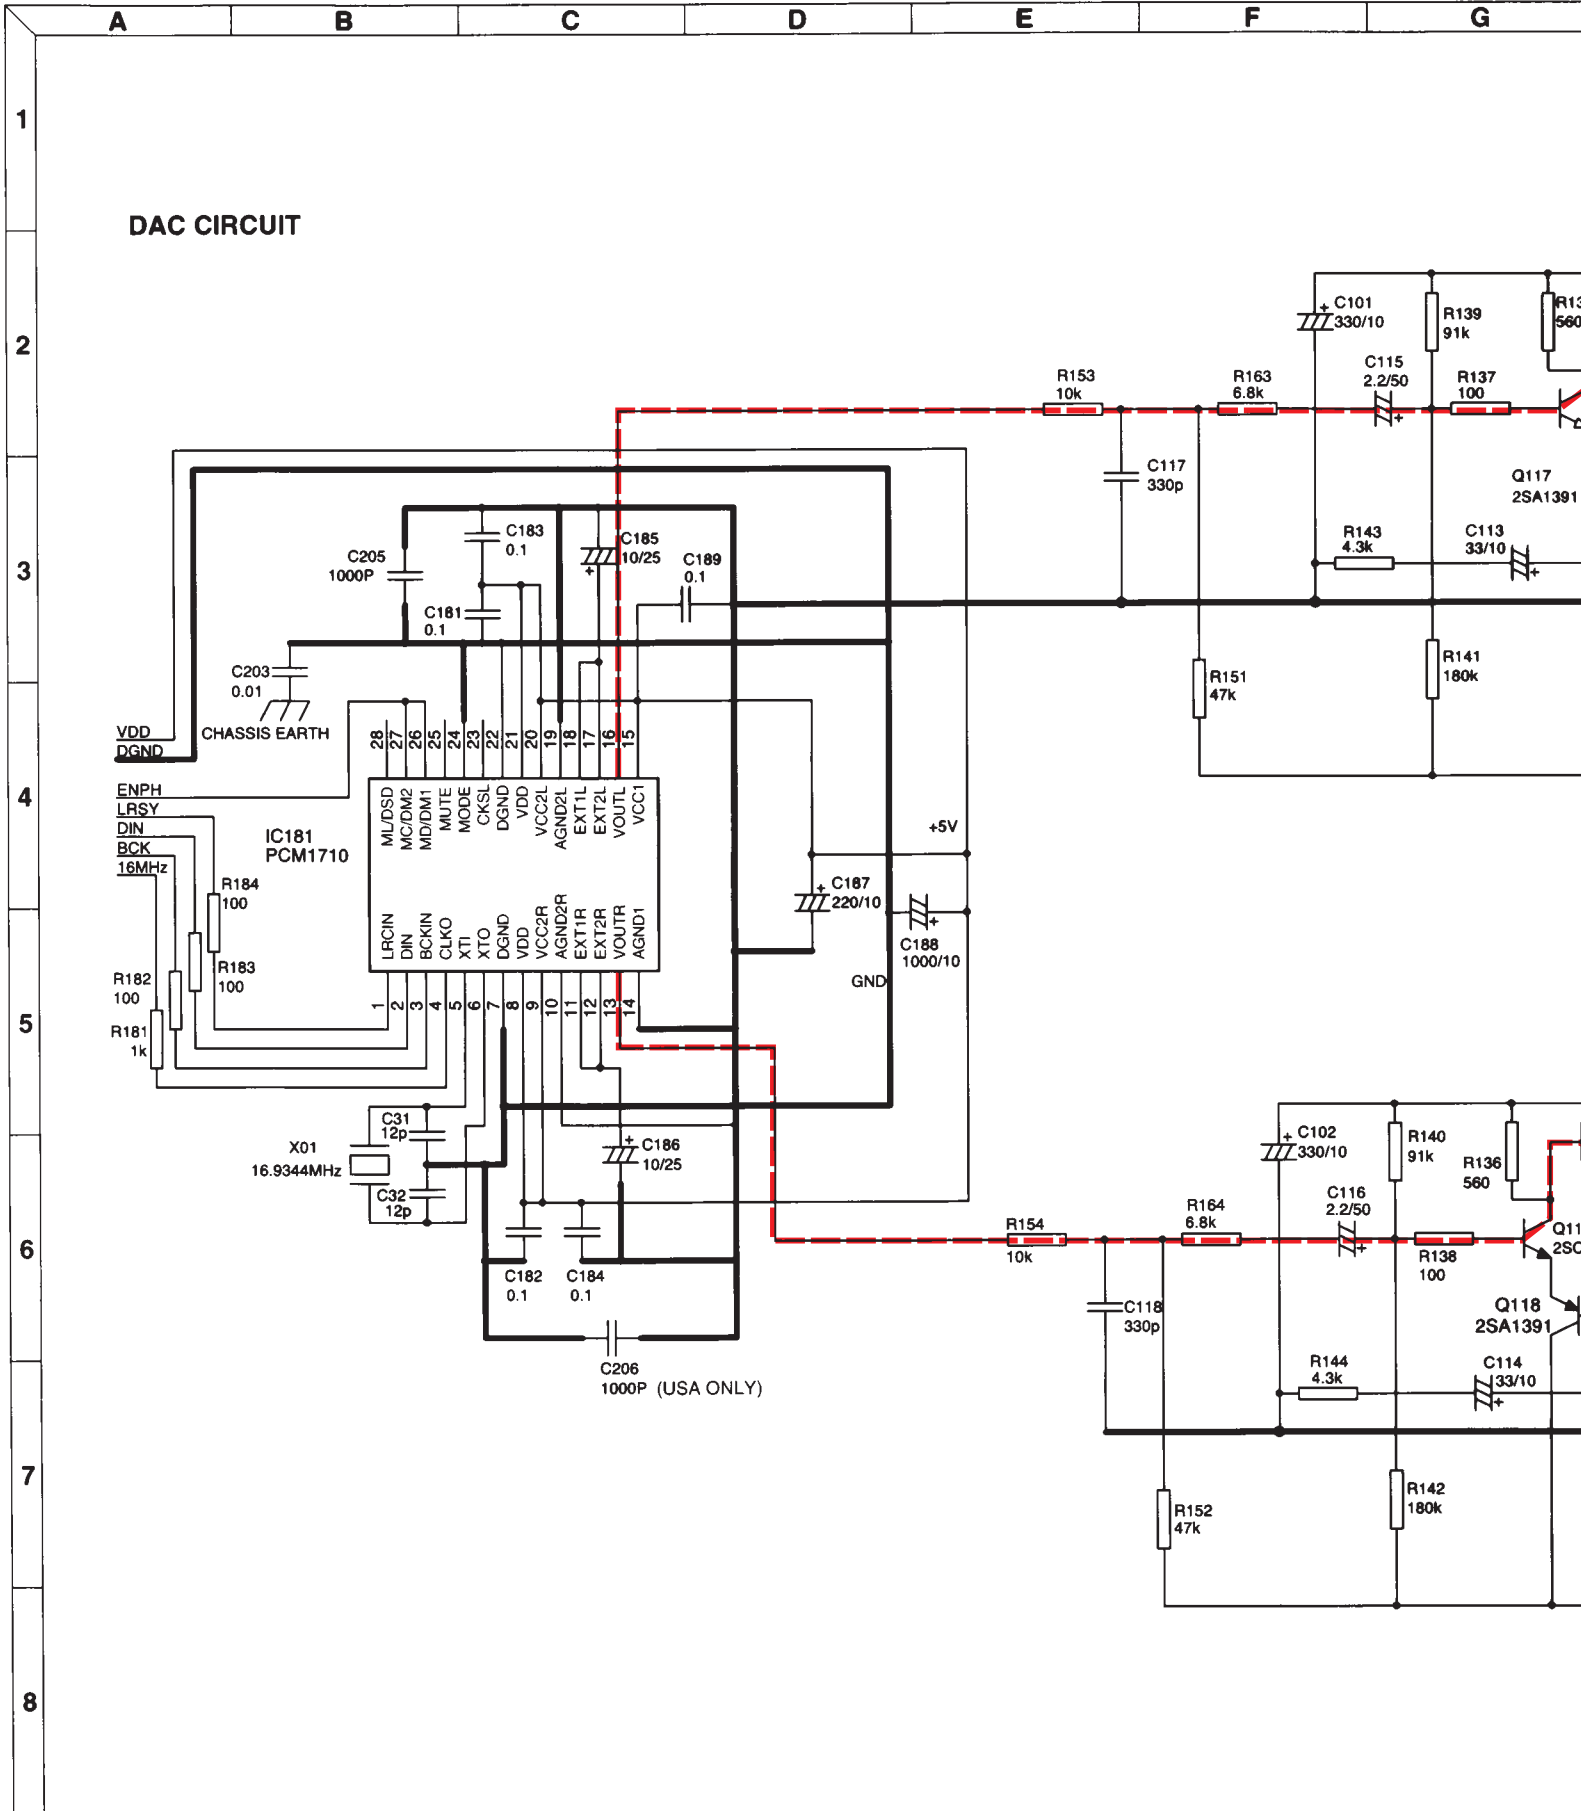 A B C D E F G
1
DAC CIRCUIT
2
C101
330/10
R139
91k
560
C115
2.2/50
R153
10k
R163
6.8k
R137
100
C117
330p
Q117
2SA1391
3
C205
1000P
C183
0.1
C185
10/25
C189
0.1
C181
0.1
R143
4.3k
C113
33/10
C203
0.01
CHASSIS EARTH
R151
47k
R141
180k
VDD
DGND
28 27 26 25 24 23 22 21 20 19 18 17 16 15
4
ENPH
LRSY
DIN
BCK
16MHz
IC181
PCM1710
ML/DSD
MC/DM2
MD/DM1
MUTE
MODE
CKSL
DGND
VDD
VCC2L
AGND2L
EXT1L
EXT2L
VOUTL
VCC1
+5V
R184
100
C187
220/10
LRCIN
DIN
BCKIN
CLKO
XTI
XTO
DGND
VDD
VCC2R
AGND2R
EXT1R
EXT2R
VOUTR
AGND1
C188
1000/10
GND
R183
100
R182
100
1 2 3 4 5 6 7 8 9 10 11 12 13 14
5
R181
1k
C31
12p
X01
16.9344MHz
C32
12p
C186
10/25
C102
330/10
R140
91k
R136
560
C116
2.2/50
R154
10k
R164
6.8k
R138
100
6
C182
0.1
C184
0.1
C118
330p
Q118
2SA1391
C206
1000P (USA ONLY)
R144
4.3k
C114
33/10
7
R152
47k
R142
180k
8